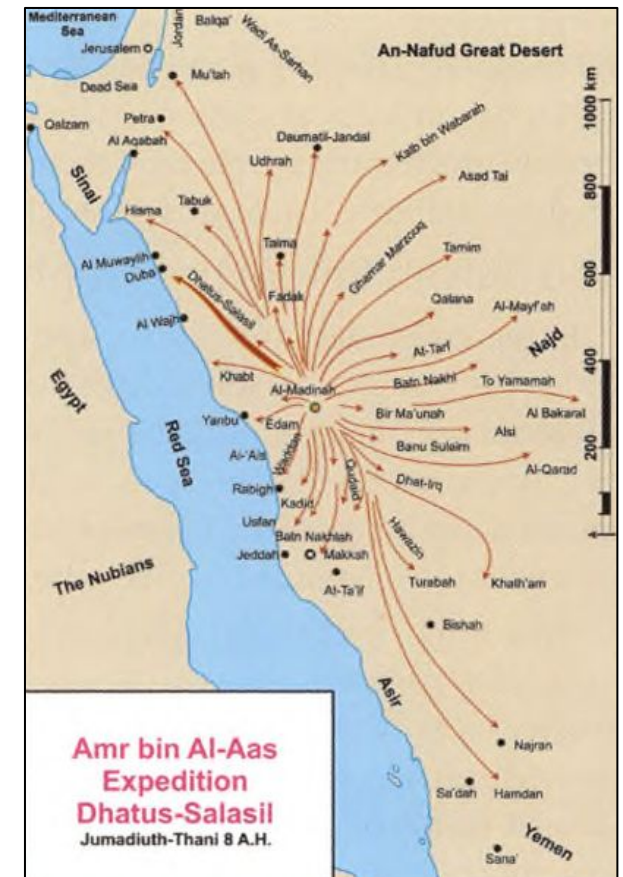 Mediterranean
Sea
Jordan
Balqa'
Wadi As-Sarhan
Jerusalem
An-Nafud Great Desert
Mu'tah
Dead Sea
1000 km
Qalzam
Petra
Al Aqabah
Daumatil-Jandal
Kalb bin Wabarah
Udhrah
Asad Tai
Sinai
800
Hisma
Tabuk
Taima
Ghamar Marzouq
Tamim
Al Muwaylih
Duba
600
Dhatus-Salasil
Fadak
Qalana
Al-Mayf'ah
Al Wajh
Najd
Al-Tarf
400
Egypt
Khabt
Al-Madinah
Batn Nakhl
To Yamamah
Red Sea
Yanbu
Edam
Bir Ma'unah
Al Bakarat
Waddan
Qudaid
Banu Sulaim
Alsi
200
Al-'Ais
Dhat-Irq
Al-Qarad
Rabigh
Kadid
Usfan
Hawazin
Batn Nakhlah
Jeddah
Makkah
The Nubians
At-Ta'if
Turabah
Khath'am
Bishah
Asir
Amr bin Al-Aas
Expedition
Dhatus-Salasil
Jumadiuth-Thani 8 A.H.
Najran
Sa'dah
Hamdan
Yemen
Sana'